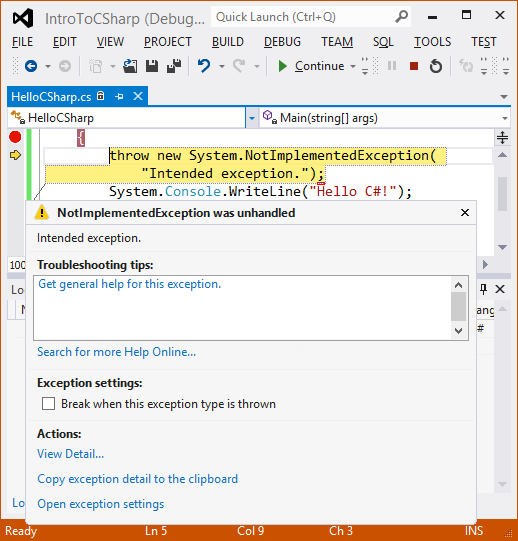 IntroToCSharp (Debug... Quick Launch (Ctrl+Q)
FILE EDIT VIEW PROJECT BUILD DEBUG TEAM SQL TOOLS TEST
Continue
HelloCSharp.cs
HelloCSharp Main(string[] args)
{
throw new System.NotImplementedException(
"Intended exception.");
System.Console.WriteLine("Hello C#!");
NotImplementedException was unhandled
Intended exception.
100
Troubleshooting tips:
Lo
Get general help for this exception.
ang
#
Search for more Help Online...
Exception settings:
Break when this exception type is thrown
Actions:
View Detail...
Copy exception detail to the clipboard
Lo
Open exception settings
Ready Ln 5 Col 9 Ch 3 INS